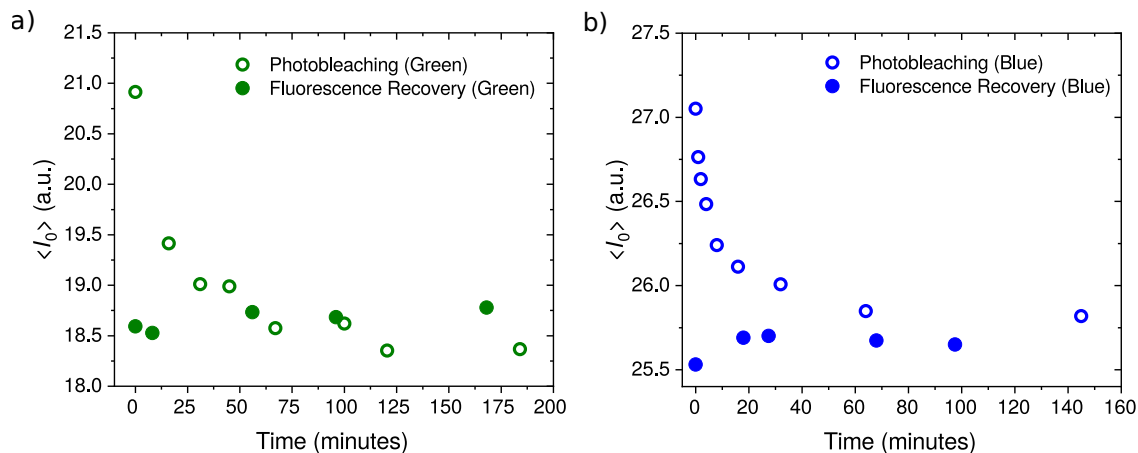 a)
<I₀> (a.u.)
21.5
21.0
20.5
20.0
19.5
19.0
18.5
18.0
Photobleaching (Green)
Fluorescence Recovery (Green)
0 25 50 75 100 125 150 175 200
Time (minutes)
b)
<I₀> (a.u.)
27.5
27.0
26.5
26.0
25.5
Photobleaching (Blue)
Fluorescence Recovery (Blue)
0 20 40 60 80 100 120 140 160
Time (minutes)